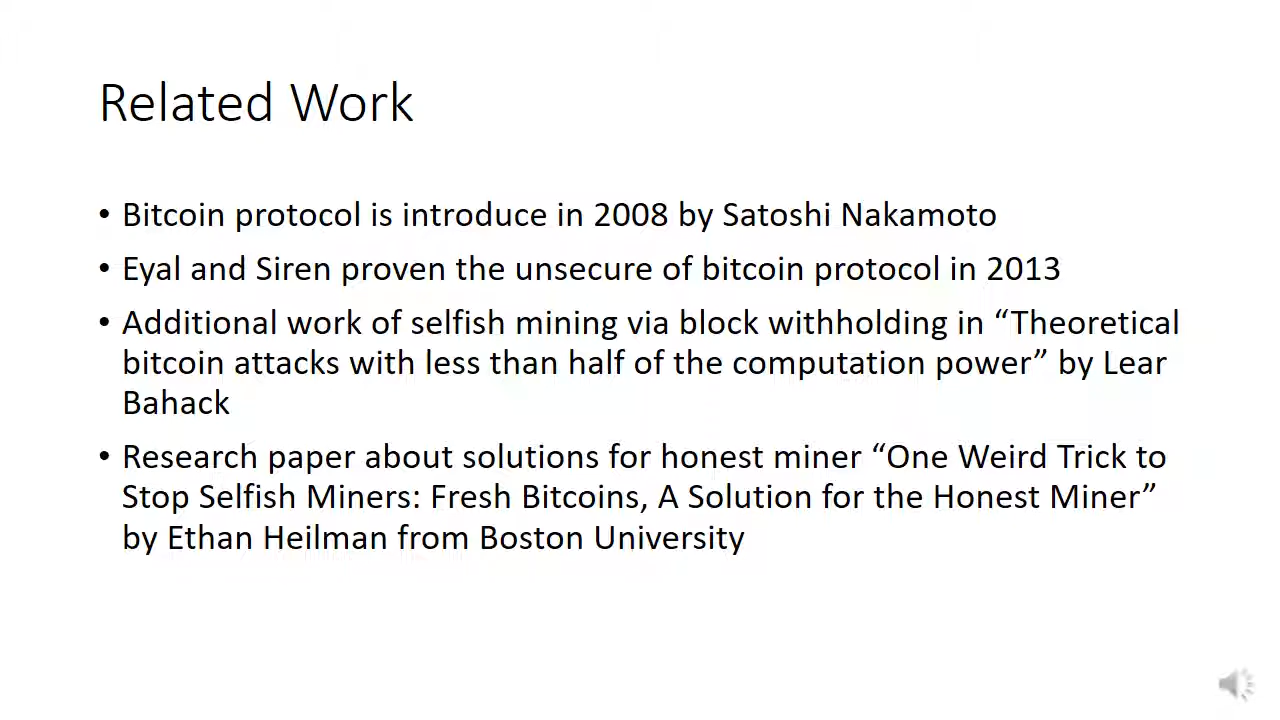 Related Work
• Bitcoin protocol is introduce in 2008 by Satoshi Nakamoto
• Eyal and Siren proven the unsecure of bitcoin protocol in 2013
• Additional work of selfish mining via block withholding in “Theoretical
bitcoin attacks with less than half of the computation power” by Lear
Bahack
• Research paper about solutions for honest miner “One Weird Trick to
Stop Selfish Miners: Fresh Bitcoins, A Solution for the Honest Miner”
by Ethan Heilman from Boston University